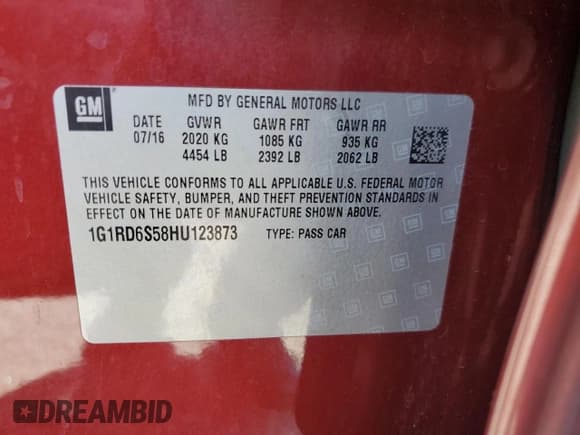 GM
MFD BY GENERAL MOTORS LLC
DATE GVWR GAWR FRT GAWR RR
07/16 2020 KG 1085 KG 935 KG
4454 LB 2392 LB 2062 LB
THIS VEHICLE CONFORMS TO ALL APPLICABLE U.S. FEDERAL MOTOR
VEHICLE SAFETY, BUMPER, AND THEFT PREVENTION STANDARDS IN
EFFECT ON THE DATE OF MANUFACTURE SHOWN ABOVE.
1G1RD6S58HU123873 TYPE: PASS CAR
DREAMBID